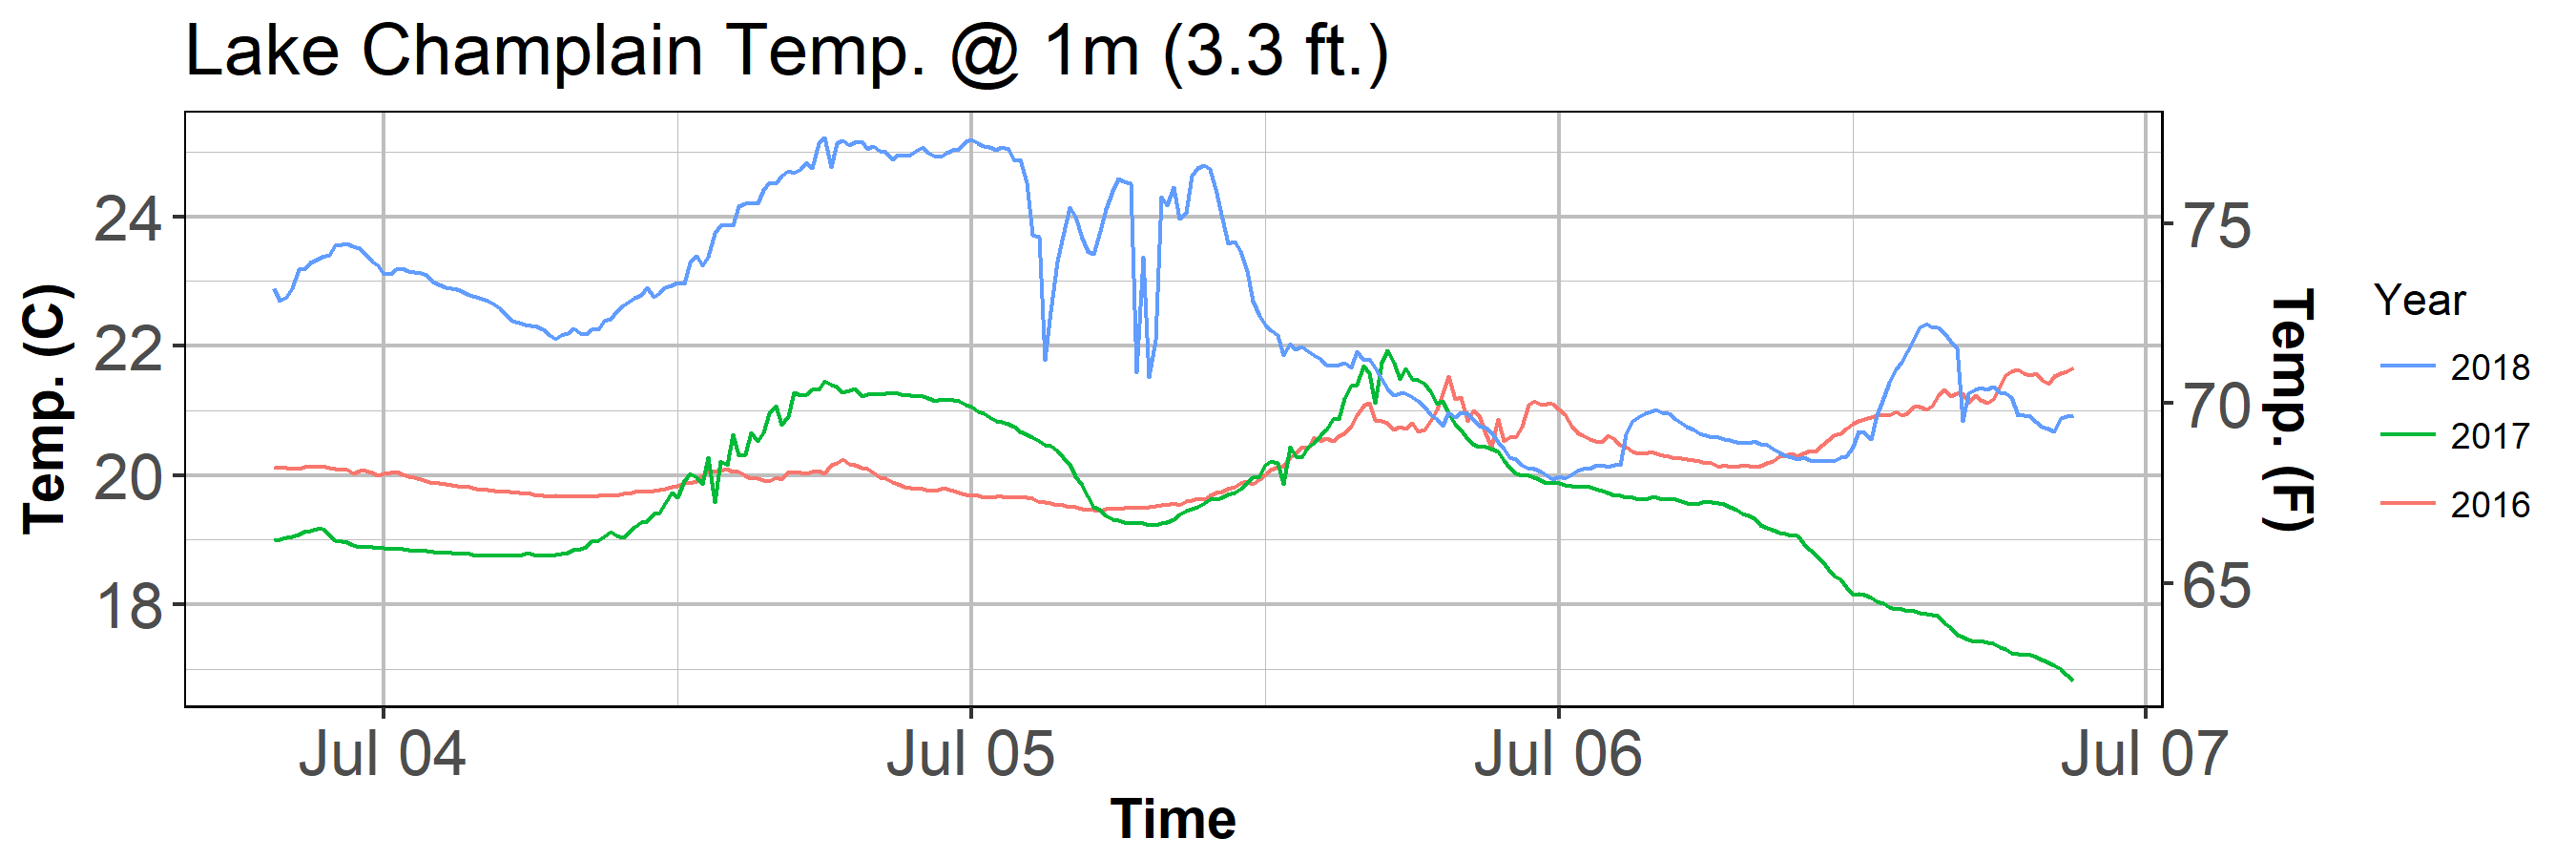 Lake Champlain Temp. @ 1m (3.3 ft.)
Temp. (C)
24
22
20
18
75
70
65
Temp. (F)
Jul 04
Jul 05
Jul 06
Jul 07
Time
Year
2018
2017
2016